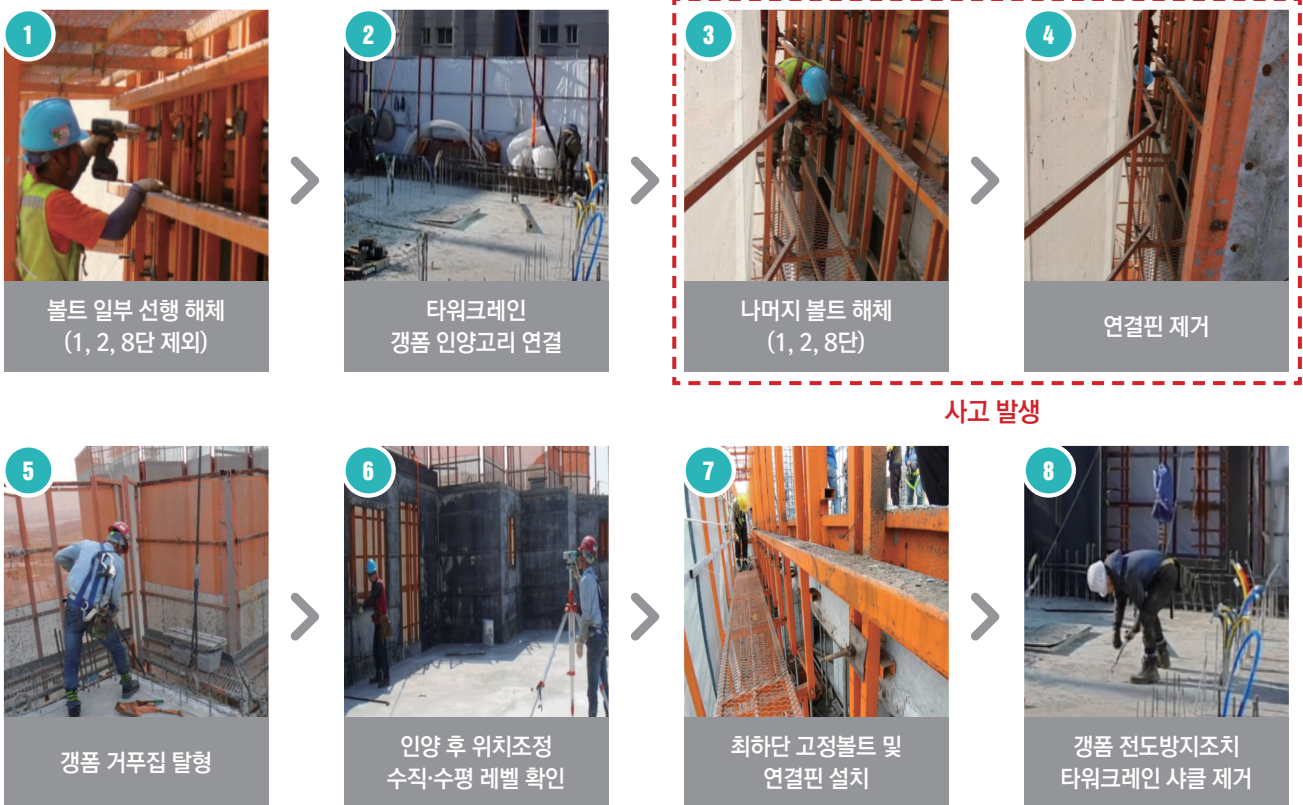 1
볼트 일부 선행 해체
(1, 2, 8단 제외)
2
타워크레인
갱폼 인양고리 연결
3
나머지 볼트 해체
(1, 2, 8단)
4
연결핀 제거
사고 발생
5
갱폼 거푸집 탈형
6
인양 후 위치조정
수직·수평 레벨 확인
7
최하단 고정볼트 및
연결핀 설치
8
갱폼 전도방지조치
타워크레인 샤클 제거